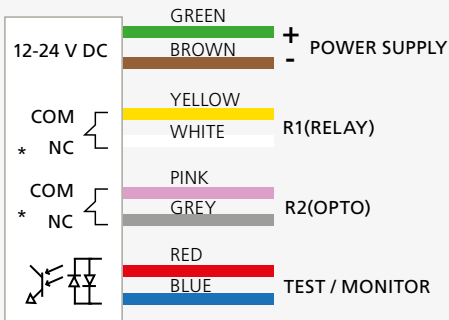 GREEN
12-24 V DC + POWER SUPPLY
BROWN -
YELLOW
COM
WHITE R1(RELAY)
* NC
PINK
COM
GREY R2(OPTO)
* NC
RED
BLUE TEST / MONITOR